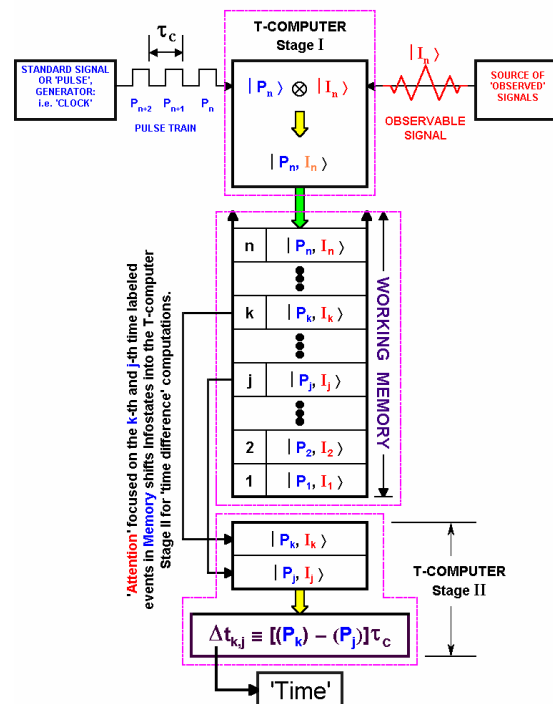 T-COMPUTER
Stage I
STANDARD SIGNAL
OR 'PULSE',
GENERATOR:
i.e. 'CLOCK'
τc
Pn+2 Pn+1 Pn
PULSE TRAIN
| Pn ⟩ ⊗ | In ⟩
| Pn, In ⟩
| In ⟩
OBSERVABLE
SIGNAL
SOURCE OF
'OBSERVED'
SIGNALS
n | Pn, In ⟩
k | Pk, Ik ⟩
j | Pj, Ij ⟩
2 | P2, I2 ⟩
1 | P1, I1 ⟩
WORKING MEMORY
'Attention' focused on the k-th and j-th time labeled
events in Memory shifts Infostates into the T-computer
Stage II for 'time difference' computations.
| Pk, Ik ⟩
| Pj, Ij ⟩
T-COMPUTER
Stage II
Δtk,j ≡ [(Pk) − (Pj)]τc
'Time'